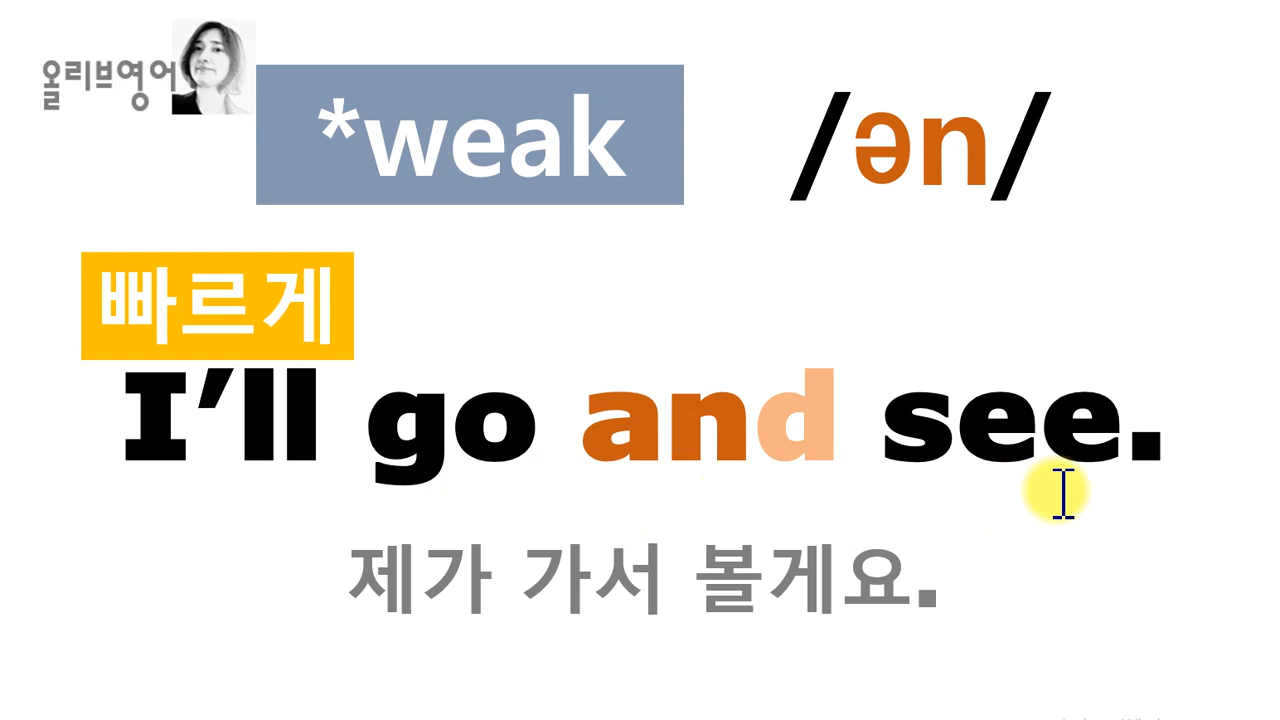 올리브영어
*weak /ən/
빠르게
I’ll go and see.
제가 가서 볼게요.